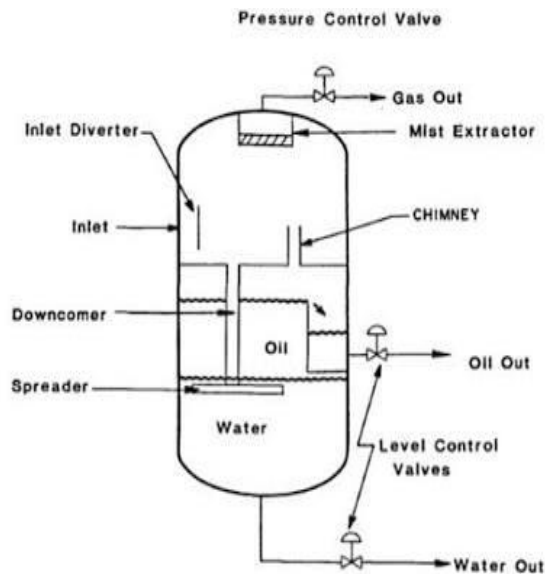 Pressure Control Valve
Gas Out
Mist Extractor
Inlet Diverter
CHIMNEY
Inlet
Downcomer
Oil
Oil Out
Spreader
Water
Level Control
Valves
Water Out